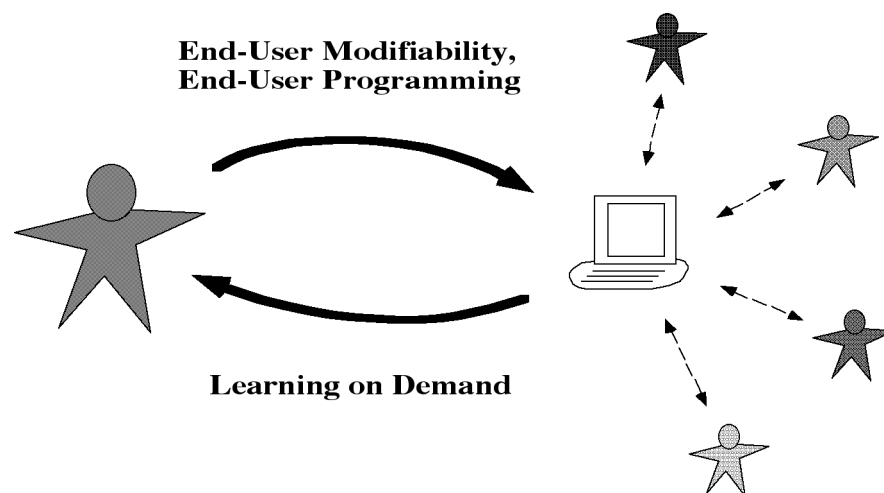 End-User Modifiability,
End-User Programming
Learning on Demand